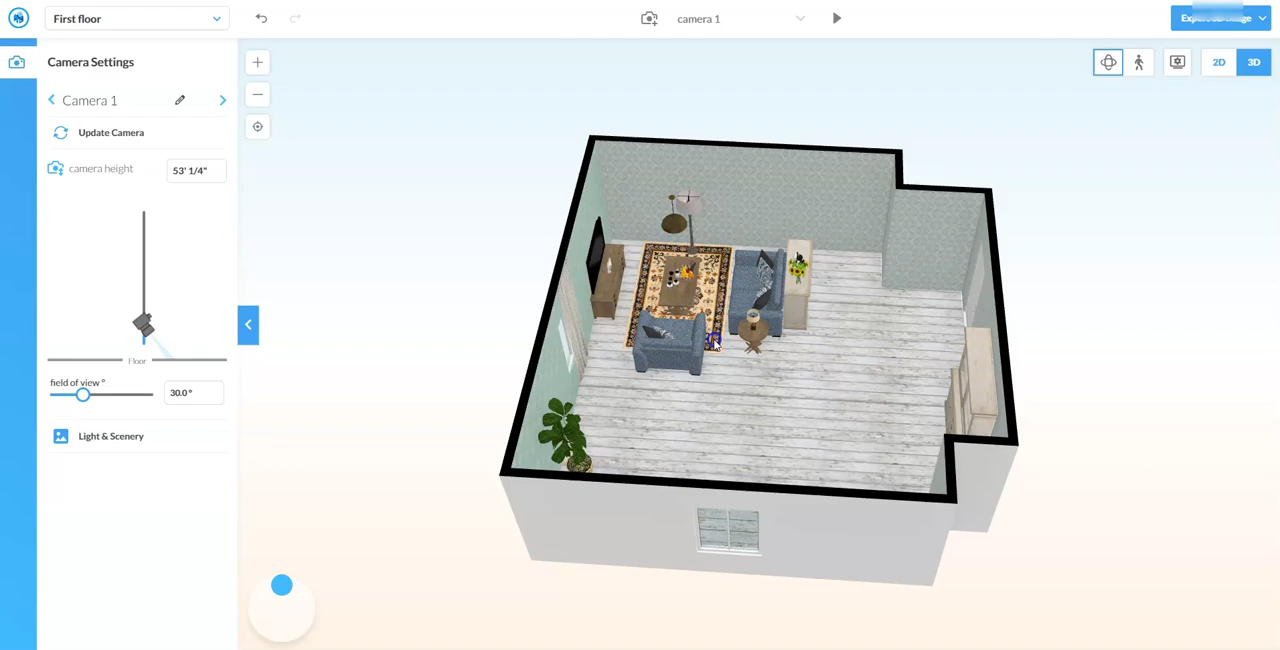 First floor
camera 1
2D
3D
Camera Settings
Camera 1
Update Camera
camera height
53' 1/4"
Floor
field of view °
30.0 °
Light & Scenery